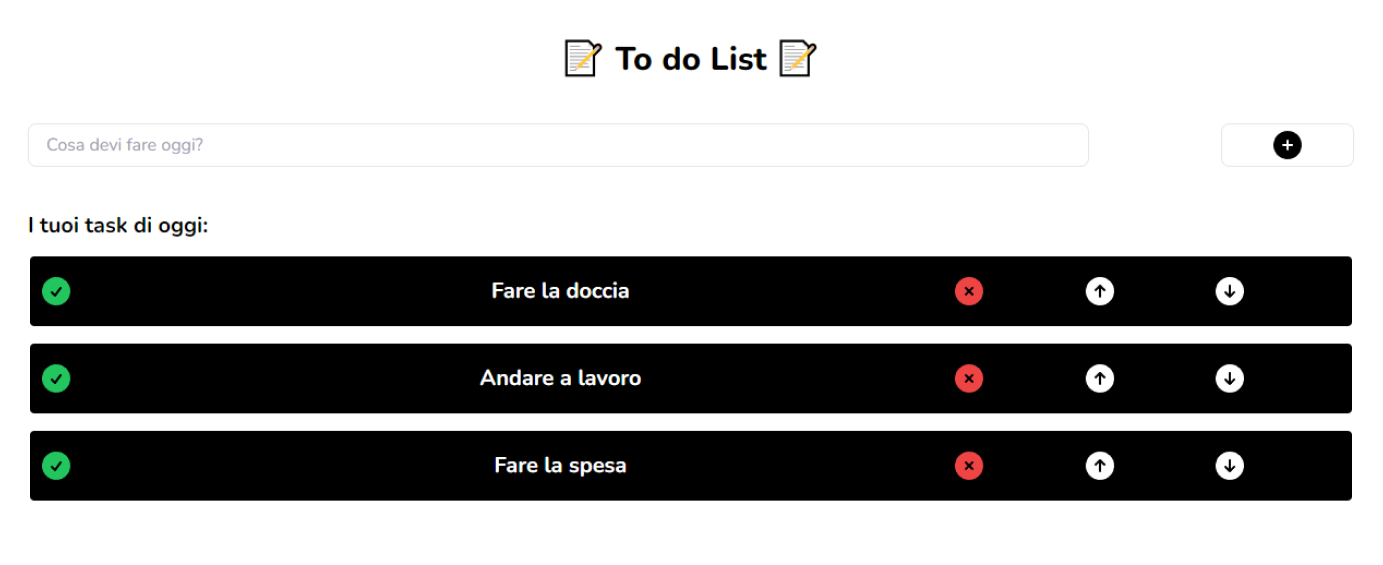 📝 To do List 📝
Cosa devi fare oggi?
I tuoi task di oggi:
Fare la doccia
Andare a lavoro
Fare la spesa